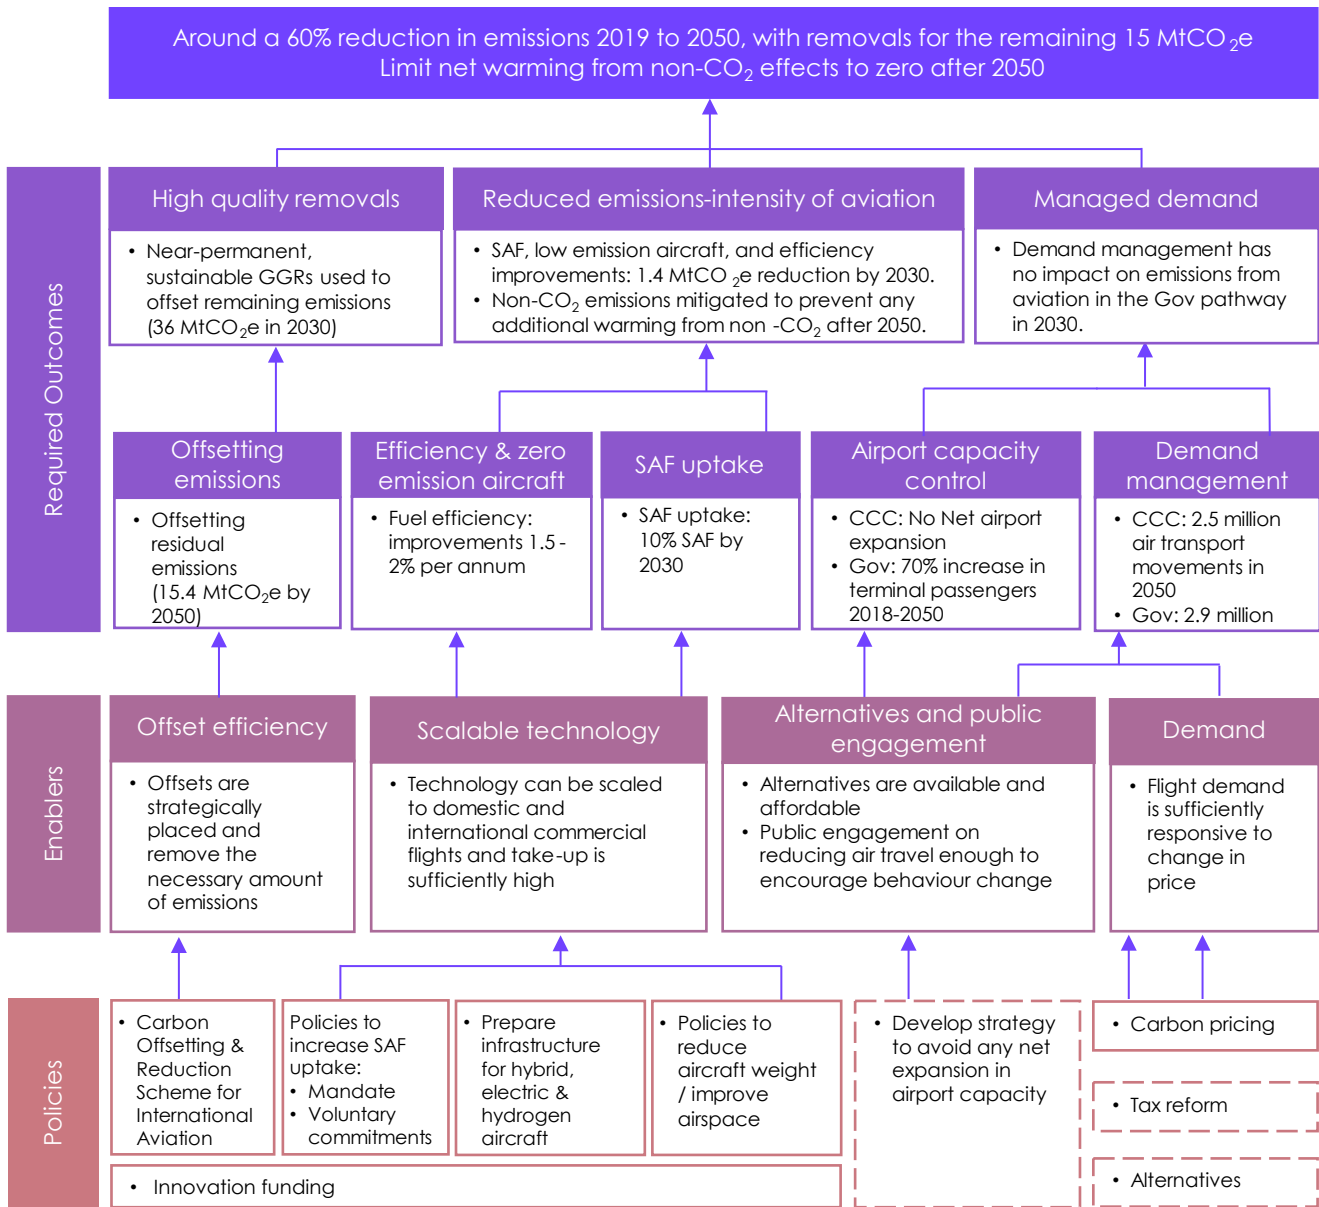 Around a 60% reduction in emissions 2019 to 2050, with removals for the remaining 15 MtCO₂e
Limit net warming from non-CO₂ effects to zero after 2050
Required Outcomes
High quality removals
• Near-permanent,
sustainable GGRs used to
offset remaining emissions
(36 MtCO₂e in 2030)
Reduced emissions-intensity of aviation
• SAF, low emission aircraft, and efficiency
improvements: 1.4 MtCO₂e reduction by 2030.
• Non-CO₂ emissions mitigated to prevent any
additional warming from non -CO₂ after 2050.
Managed demand
• Demand management has
no impact on emissions from
aviation in the Gov pathway
in 2030.
Offsetting
emissions
• Offsetting
residual
emissions
(15.4 MtCO₂e by
2050)
Efficiency & zero
emission aircraft
• Fuel efficiency:
improvements 1.5 -
2% per annum
SAF uptake
• SAF uptake:
10% SAF by
2030
Airport capacity
control
• CCC: No Net airport
expansion
• Gov: 70% increase in
terminal passengers
2018-2050
Demand
management
• CCC: 2.5 million
air transport
movements in
2050
• Gov: 2.9 million
Enablers
Offset efficiency
• Offsets are
strategically
placed and
remove the
necessary amount
of emissions
Scalable technology
• Technology can be scaled
to domestic and
international commercial
flights and take-up is
sufficiently high
Alternatives and public
engagement
• Alternatives are available and
affordable
• Public engagement on
reducing air travel enough to
encourage behaviour change
Demand
• Flight demand
is sufficiently
responsive to
change in
price
Policies
• Carbon
Offsetting &
Reduction
Scheme for
International
Aviation
Policies to
increase SAF
uptake:
• Mandate
• Voluntary
commitments
• Prepare
infrastructure
for hybrid,
electric &
hydrogen
aircraft
• Policies to
reduce
aircraft weight
/ improve
airspace
• Develop strategy
to avoid any net
expansion in
airport capacity
• Carbon pricing
• Tax reform
• Alternatives
• Innovation funding